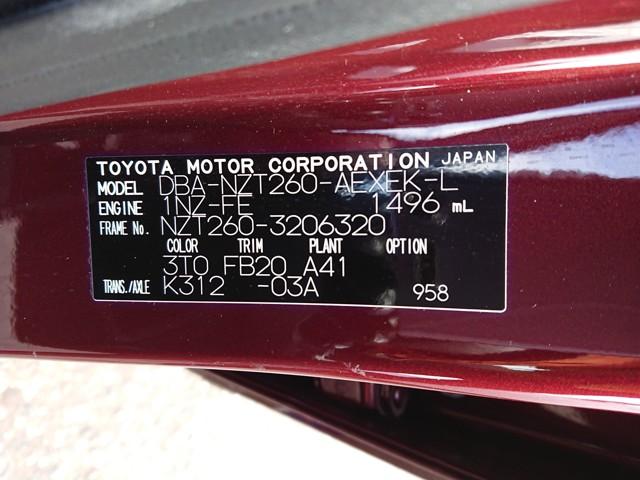 TOYOTA MOTOR CORPORATION JAPAN
MODEL DBA-NZT260-AEXEK-L
ENGINE 1NZ-FE 1496 mL
FRAME No. NZT260-3206320
COLOR TRIM PLANT OPTION
3T0 FB20 A41
TRANS./AXLE K312 -03A 958